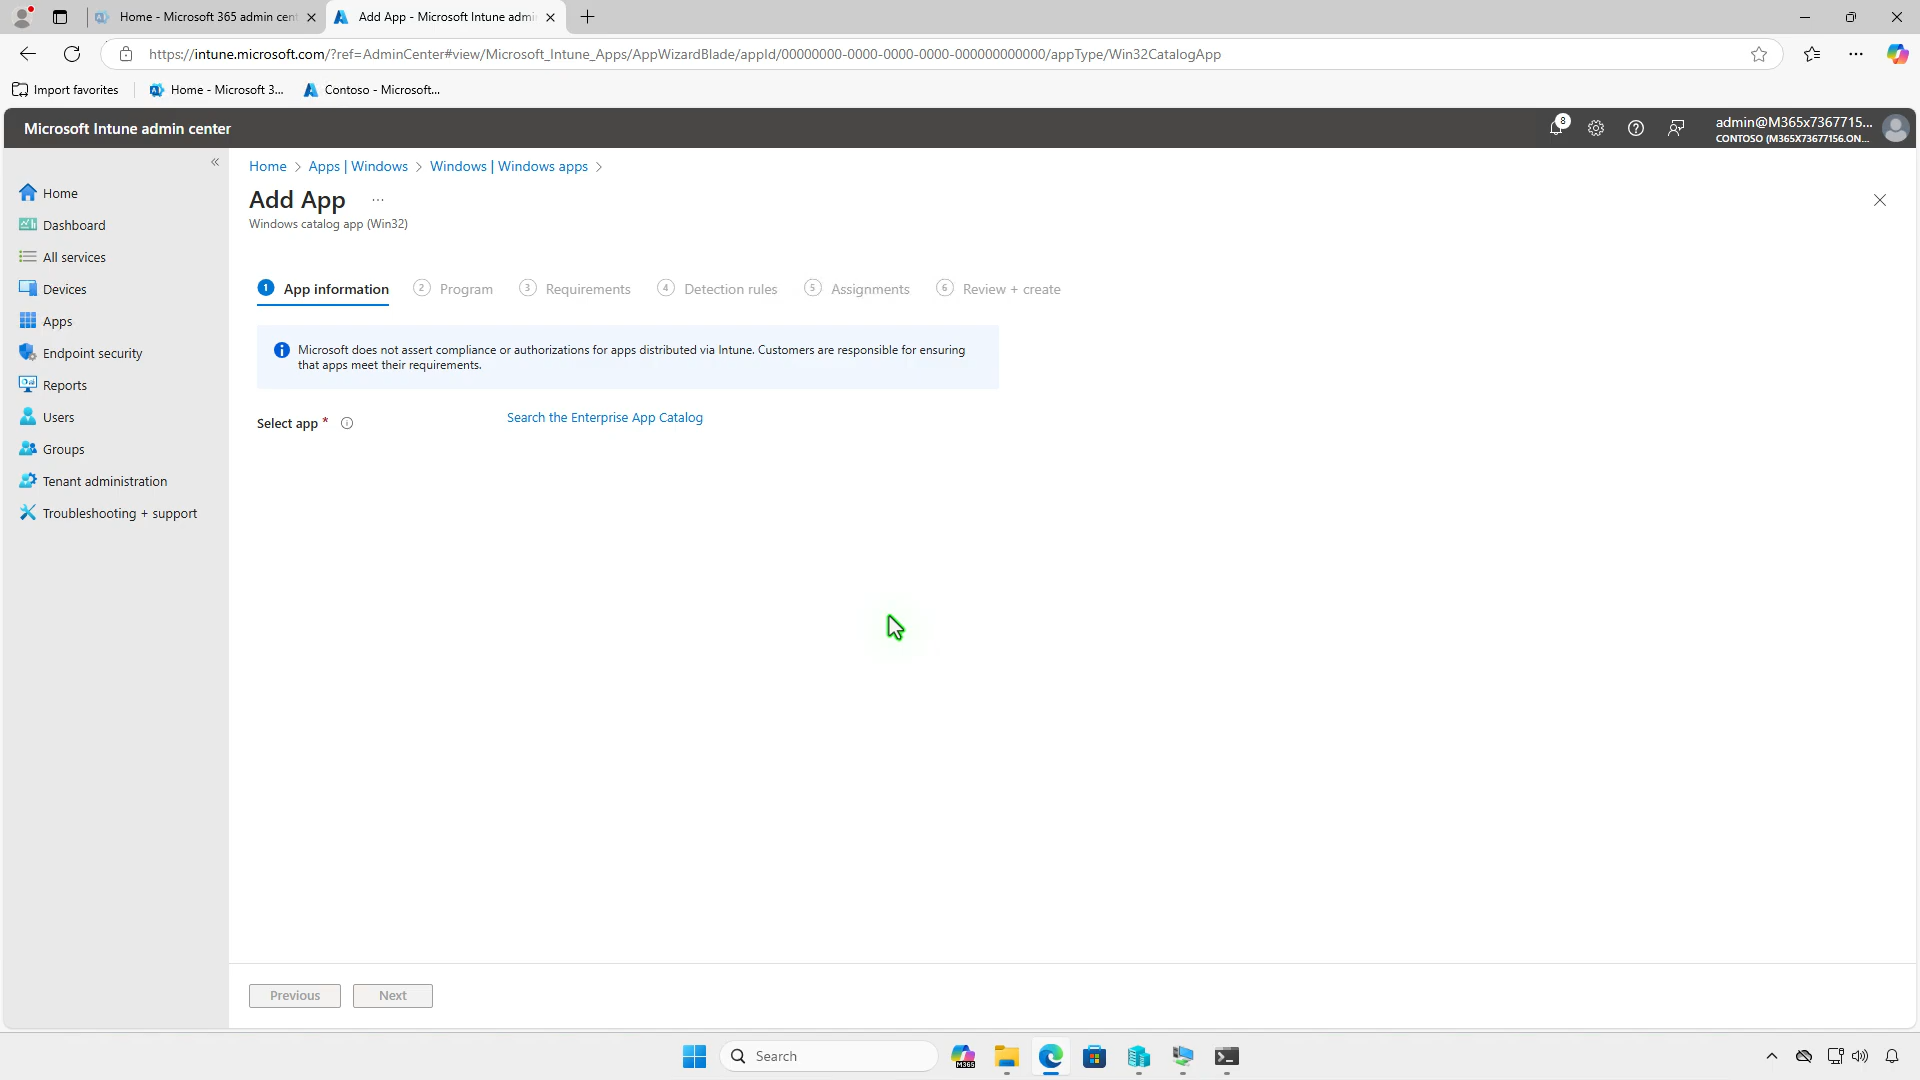 Home - Microsoft 365 admin cent
Add App - Microsoft Intune admin
https://intune.microsoft.com/?ref=AdminCenter#view/Microsoft_Intune_Apps/AppWizardBlade/appId/00000000-0000-0000-0000-000000000000/appType/Win32CatalogApp
Import favorites
Home - Microsoft 3...
Contoso - Microsoft...
Microsoft Intune admin center
8
admin@M365x7367715...
CONTOSO (M365X73677156.ON...
Home
Dashboard
All services
Devices
Apps
Endpoint security
Reports
Users
Groups
Tenant administration
Troubleshooting + support
Home > Apps | Windows > Windows | Windows apps >
Add App ...
Windows catalog app (Win32)
1 App information
2 Program
3 Requirements
4 Detection rules
5 Assignments
6 Review + create
Microsoft does not assert compliance or authorizations for apps distributed via Intune. Customers are responsible for ensuring
that apps meet their requirements.
Select app *
Search the Enterprise App Catalog
Previous
Next
Search
M365